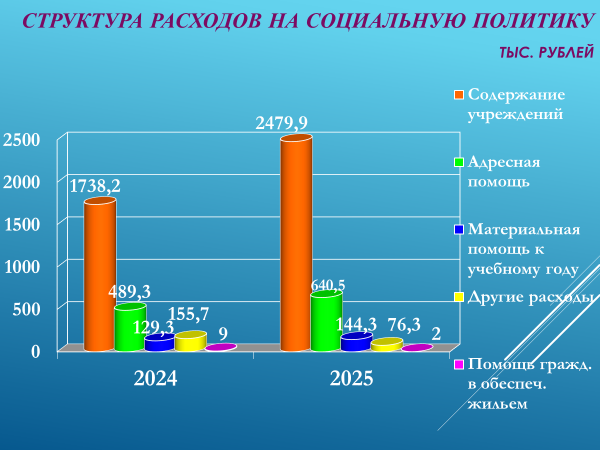 СТРУКТУРА РАСХОДОВ НА СОЦИАЛЬНУЮ ПОЛИТИКУ
ТЫС. РУБЛЕЙ
2500
2000
1500
1000
500
0
1738,2
489,3
129,3
155,7
9
2479,9
640,5
144,3
76,3
2
2024
2025
Содержание
учреждений
Адресная
помощь
Материальная
помощь к
учебному году
Другие расходы
Помощь гражд.
в обеспеч.
жильем